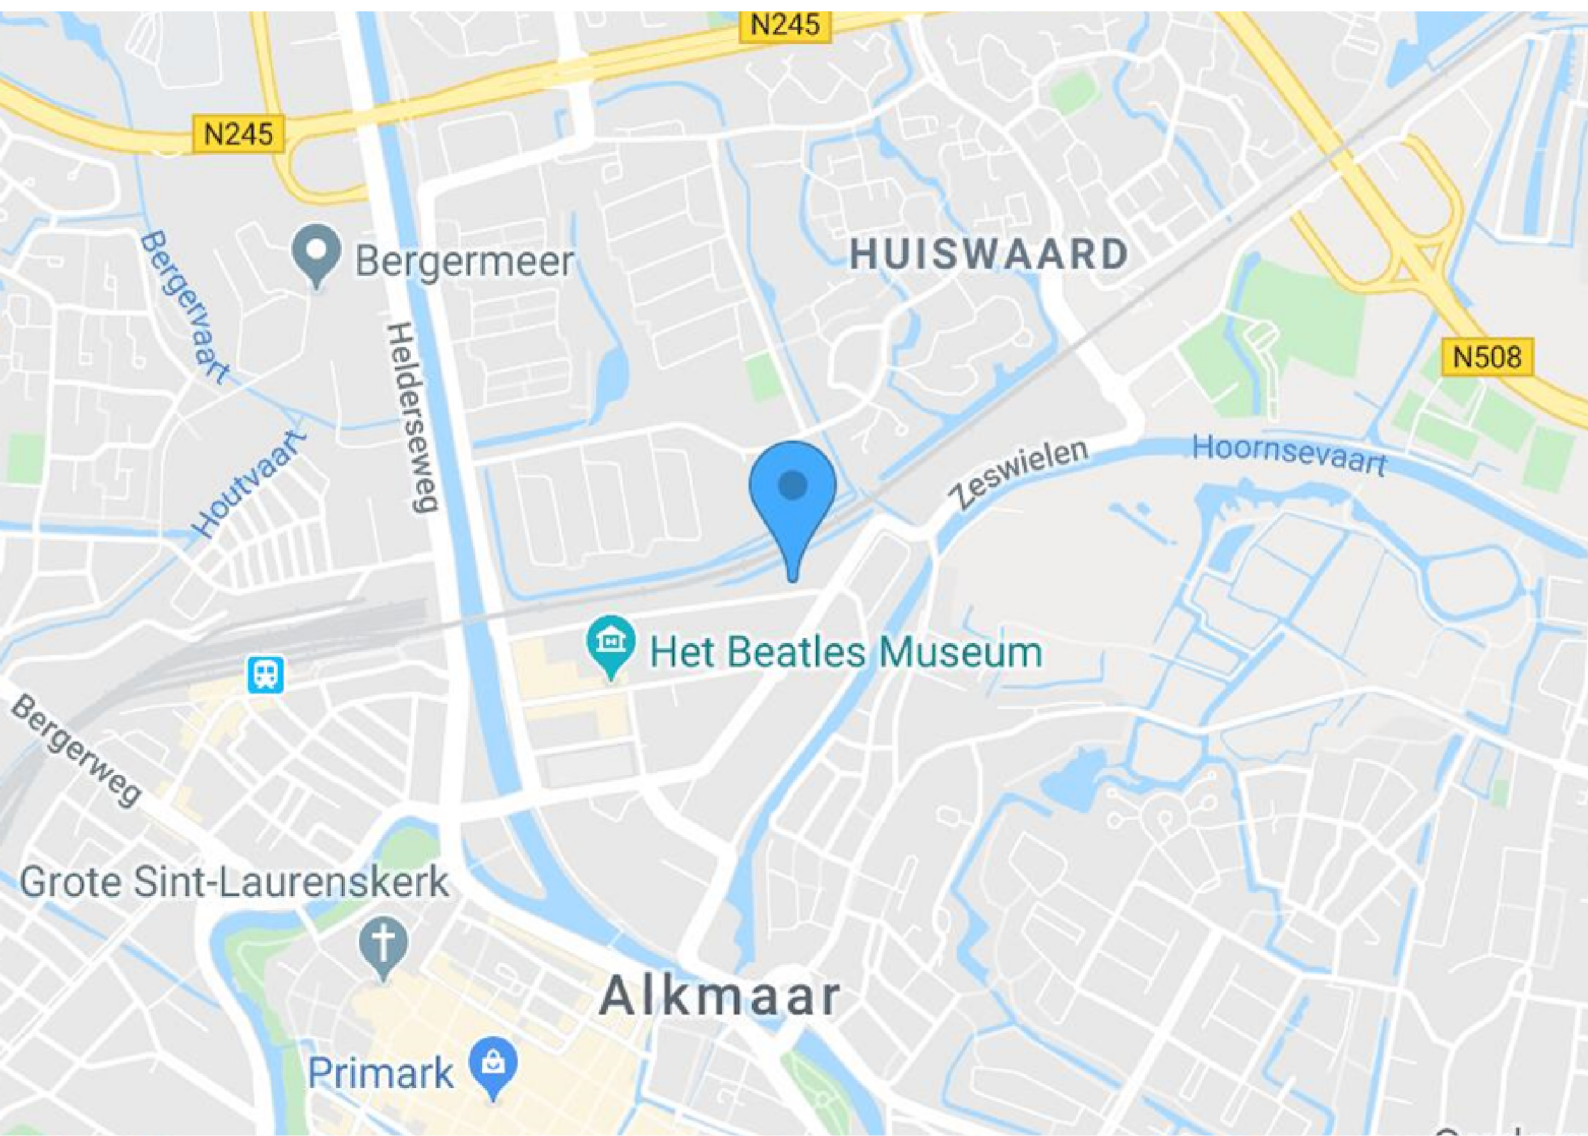 N245
N245
Bergermeer
HUISWAARD
Bergervaart
Helderseweg
N508
Houtvaart
Zeswielen
Hoornsevaart
Het Beatles Museum
Bergerweg
Grote Sint-Laurenskerk
Alkmaar
Primark